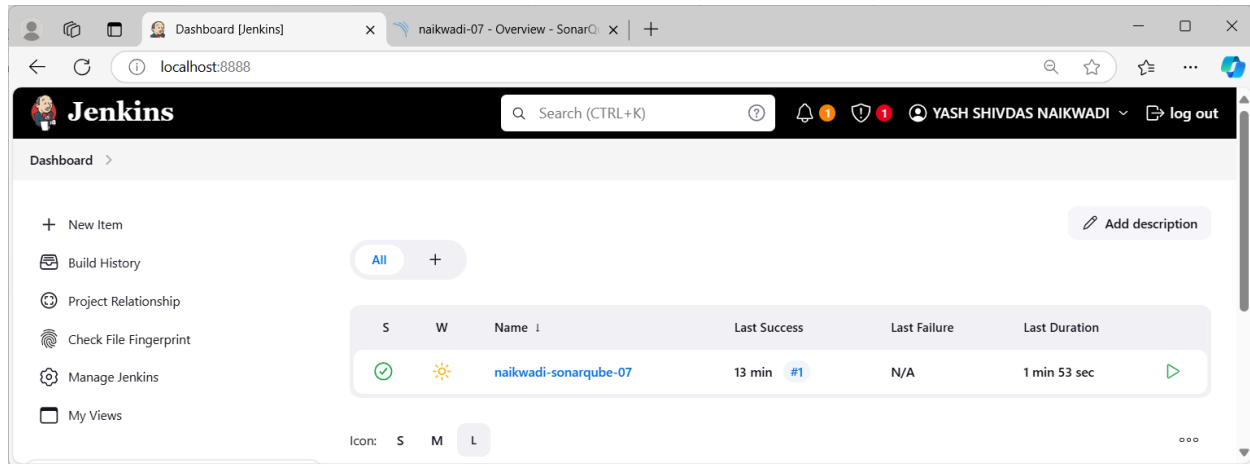 Dashboard [Jenkins]
naikwadi-07 - Overview - SonarQ
localhost:8888
Jenkins
Search (CTRL+K)
1
1
YASH SHIVDAS NAIKWADI
log out
Dashboard
New Item
Add description
Build History
All +
Project Relationship
Check File Fingerprint
Manage Jenkins
My Views
S W Name ↓ Last Success Last Failure Last Duration
naikwadi-sonarqube-07 13 min #1 N/A 1 min 53 sec
Icon: S M L